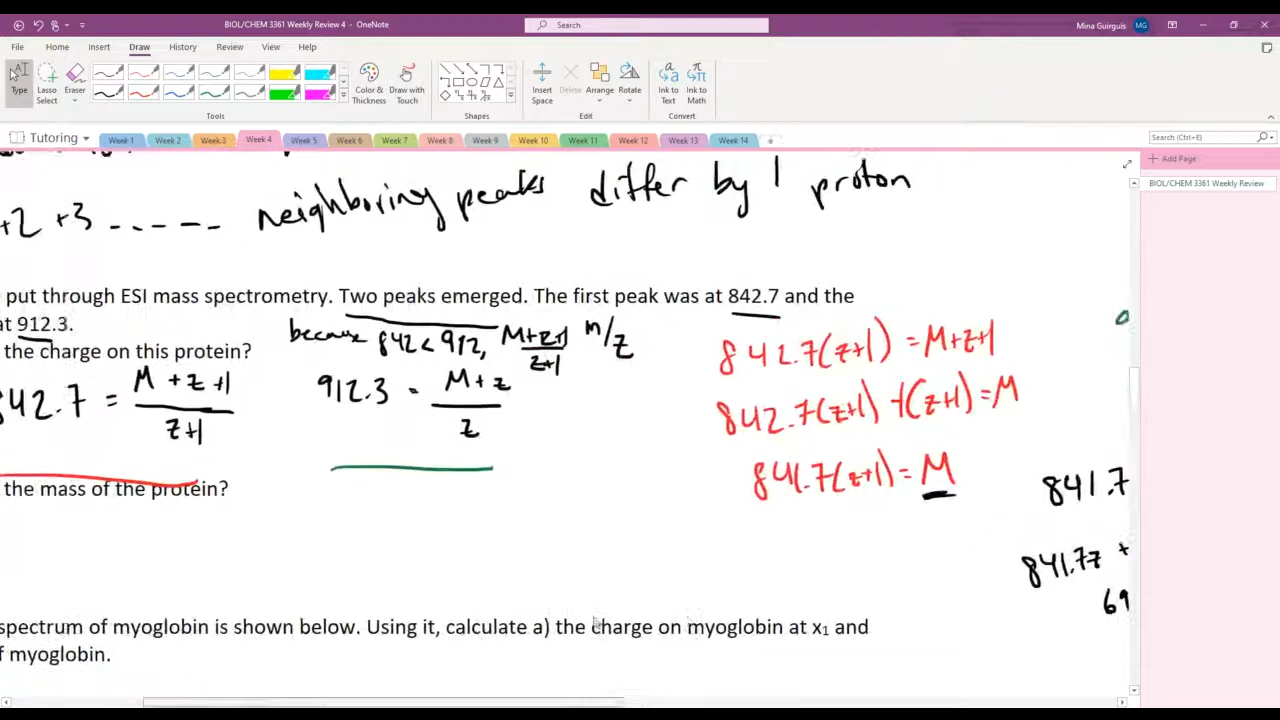 BIOL/CHEM 3361 Weekly Review 4 - OneNote
Search
Mina Guirguis MG
File Home Insert Draw History Review View Help
Type
Lasso Select
Eraser
Color & Thickness
Draw with Touch
Insert Space
Delete
Arrange
Rotate
Ink to Text
Ink to Math
Tools
Shapes
Edit
Convert
Tutoring
Week 1 Week 2 Week 3 Week 4 Week 5 Week 6 Week 7 Week 8 Week 9 Week 10 Week 11 Week 12 Week 13 Week 14
Search (Ctrl+E)
Add Page
BIOL/CHEM 3361 Weekly Review
neighboring peaks differ by 1 proton
+2 +3 ------
put through ESI mass spectrometry. Two peaks emerged. The first peak was at 842.7 and the
at 912.3.
because 842 < 912, M+z+1/z+1 m/z
the charge on this protein?
842.7 = M+z+1/z+1
912.3 = M+z/z
842.7(z+1) = M+z+1
842.7(z+1) -1(z+1) = M
841.7(z+1) = M
the mass of the protein?
841.7
841.7z +
69
spectrum of myoglobin is shown below. Using it, calculate a) the charge on myoglobin at x₁ and
of myoglobin.